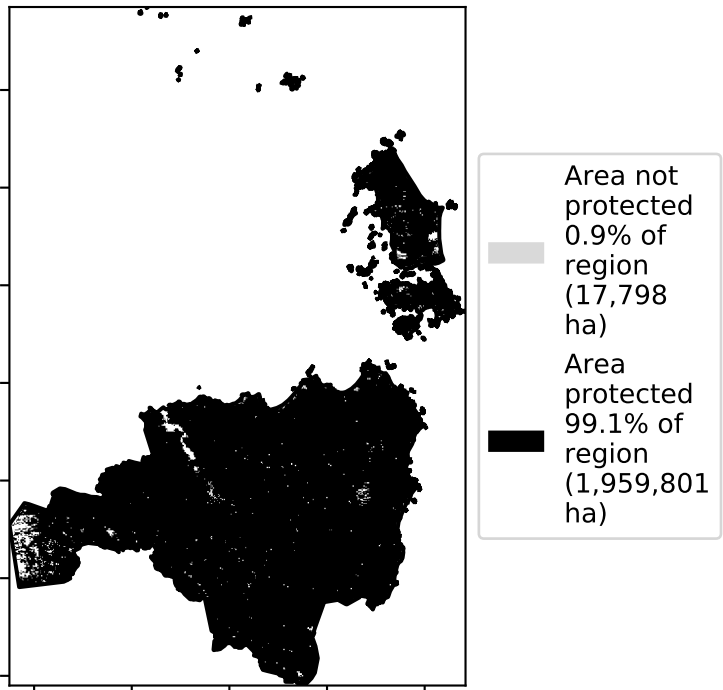 Area not
protected
0.9% of
region
(17,798
ha)
Area
protected
99.1% of
region
(1,959,801
ha)